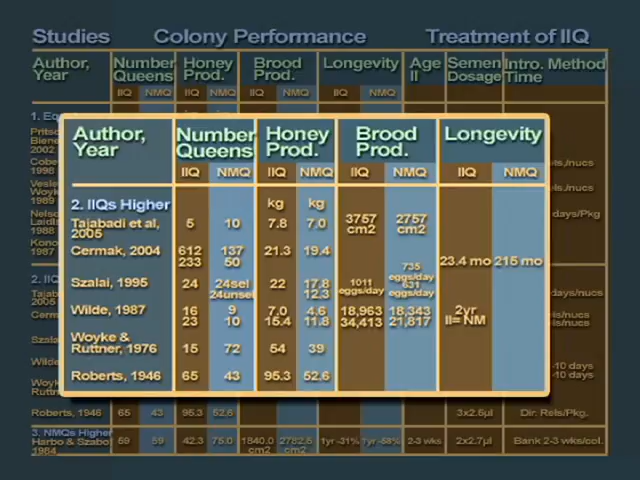 Studies Colony Performance Treatment of IIQ
Author, Year Number Queens Honey Prod. Brood Prod. Longevity Age II Semen Dosage Intro. Method Time
IIQ NMQ IIQ NMQ IIQ NMQ IIQ NMQ
Author, Year Number Queens Honey Prod. Brood Prod. Longevity
IIQ NMQ IIQ NMQ IIQ NMQ IIQ NMQ
2. IIQs Higher kg kg
Tajabadi et al, 2005 5 10 7.8 7.0 3757 cm2 2757 cm2
Cermak, 2004 612 137 21.3 19.4
233 50 23.4 mo 215 mo
735 eggs/day
Szalai, 1995 24 24sel 22 17.8 1011 eggs/day 631 eggs/day
24unsel 12.3
Wilde, 1987 16 9 7.0 4.6 18,963 18,343 2yr
23 10 15.4 11.8 34,413 21,817 II= NM
Woyke & Ruttner, 1976 15 72 54 39
Roberts, 1946 65 43 95.3 52.6
Roberts, 1946 65 43 95.3 52.6 3x2.6µl Dir. Rels/Pkg.
3. NMQs Higher
Harbo & Szabo 1984 59 59 42.3 75.0 1840.0 cm2 2782.6 cm2 1yr -31% 1yr -58% 2-3 wks 2x2.7µl Bank 2-3 wks/col.